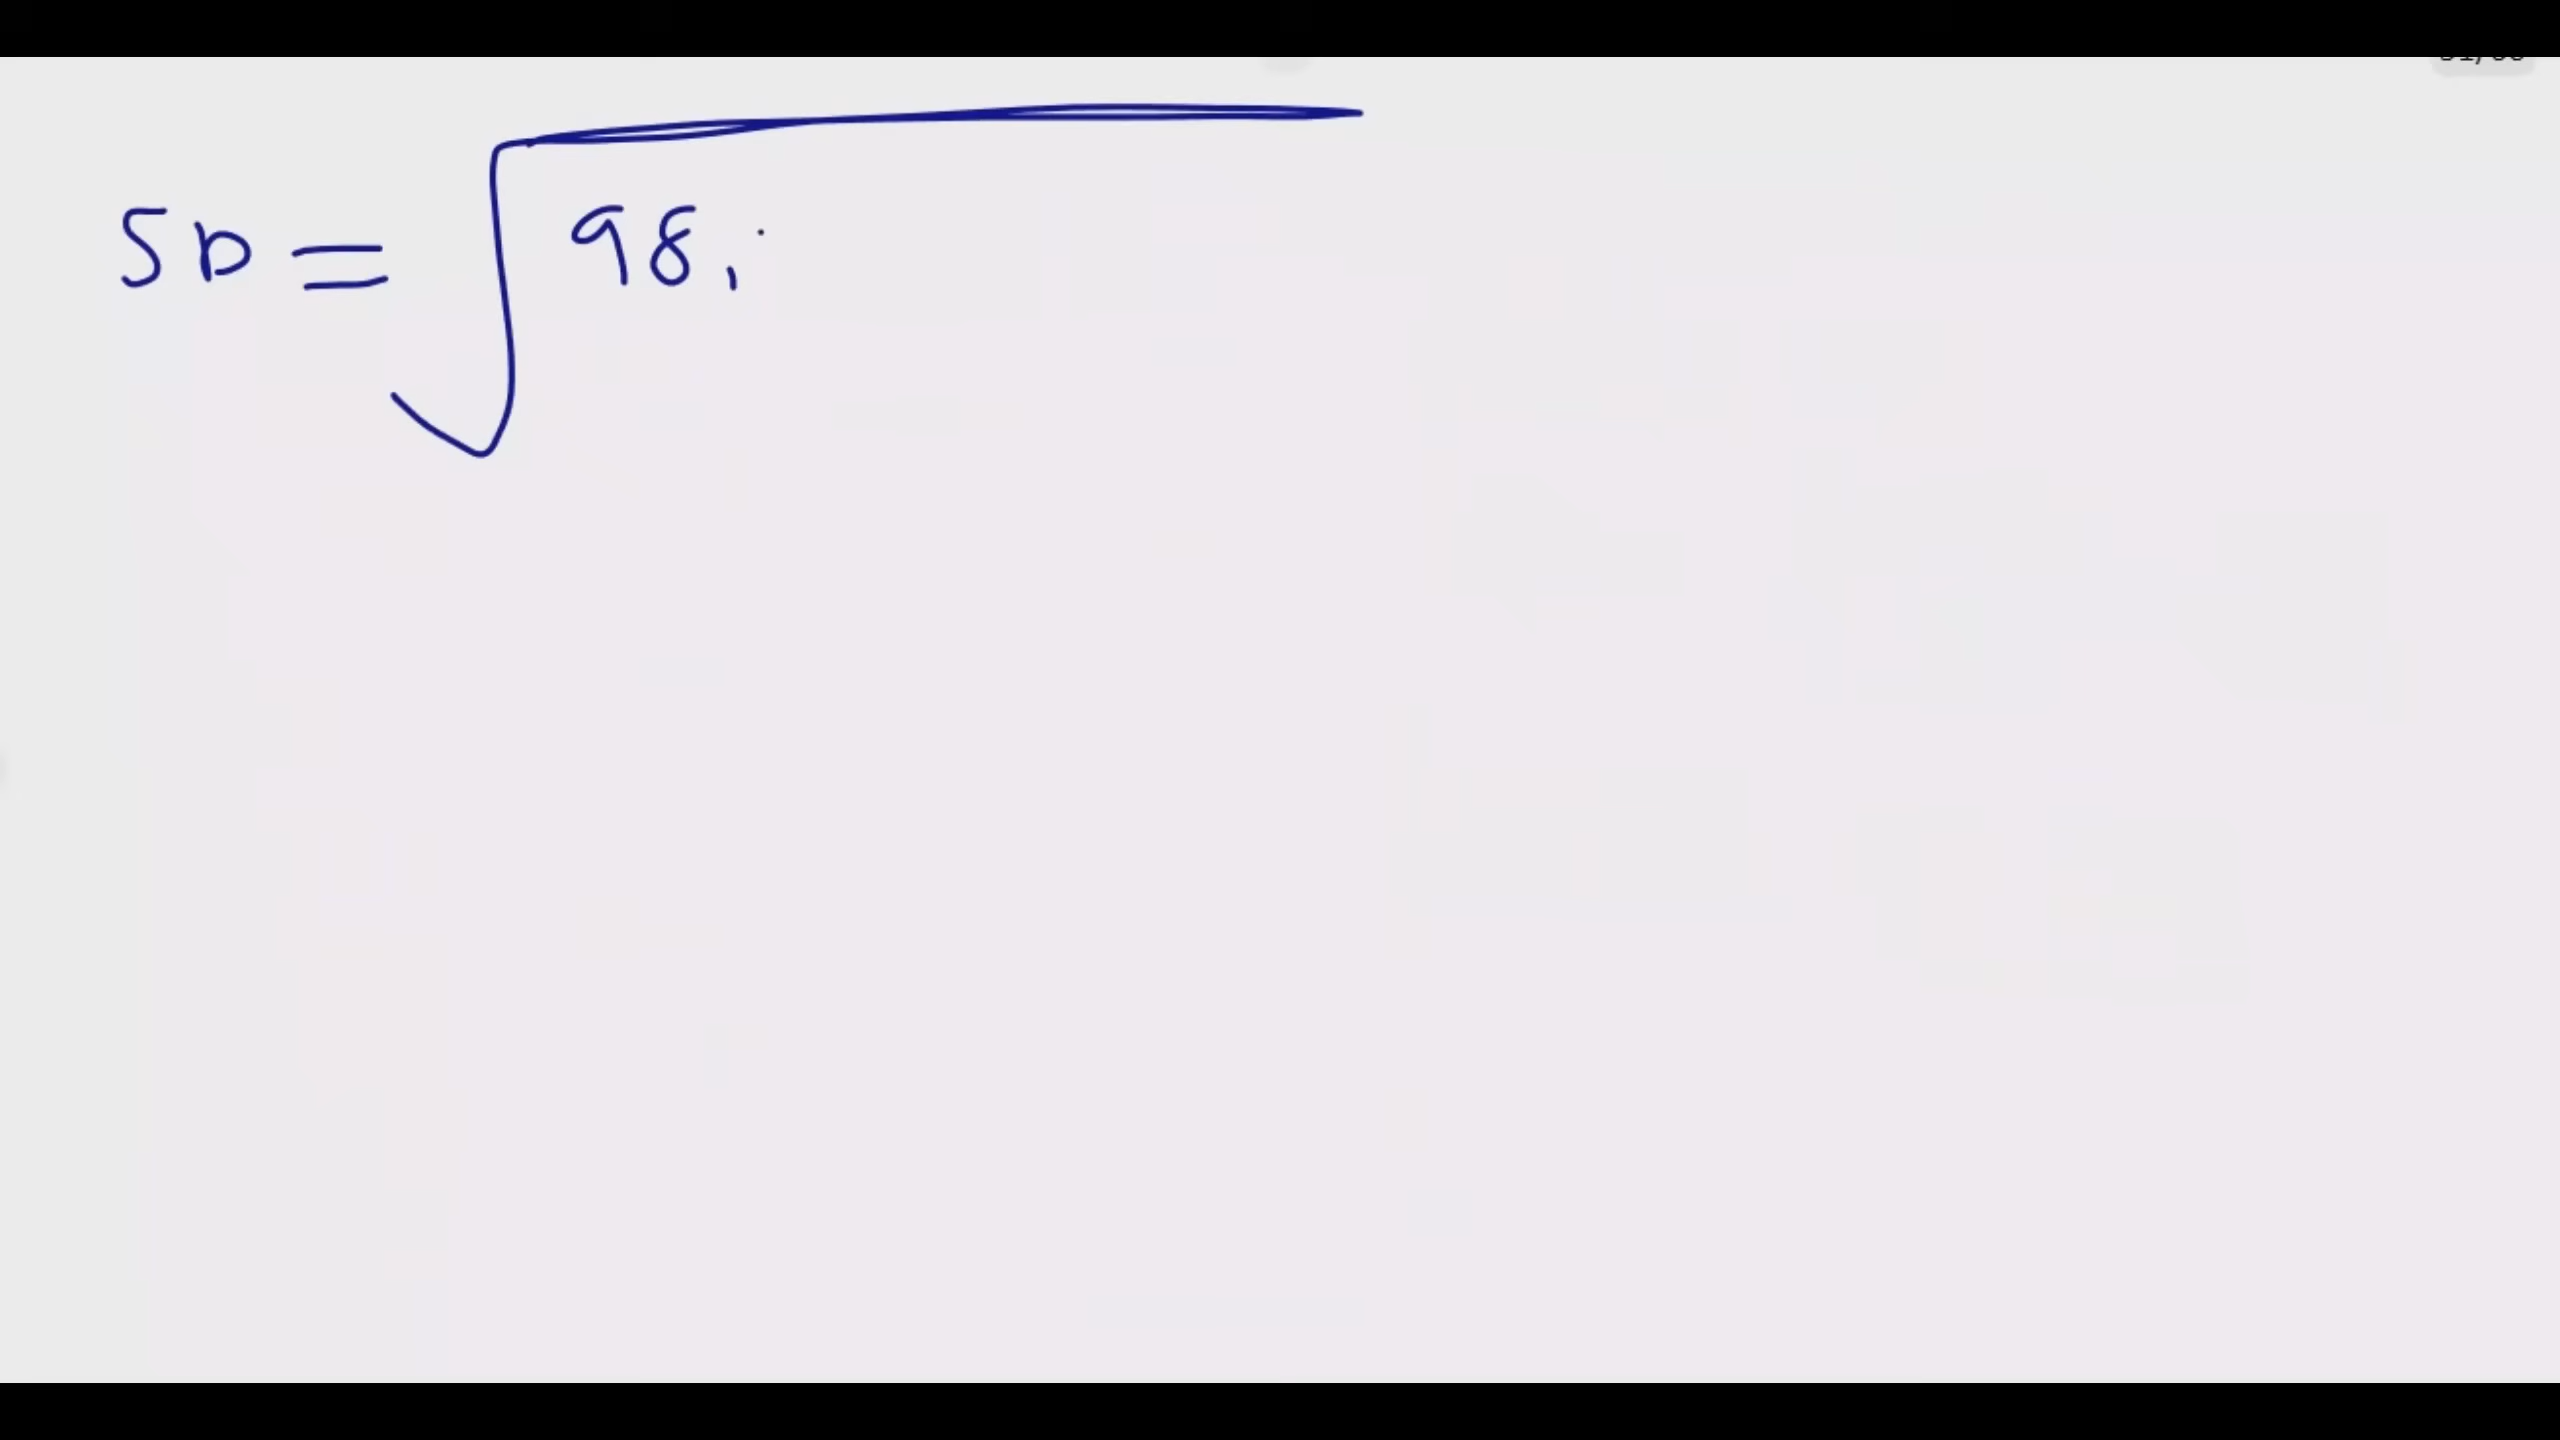 SD = √98,